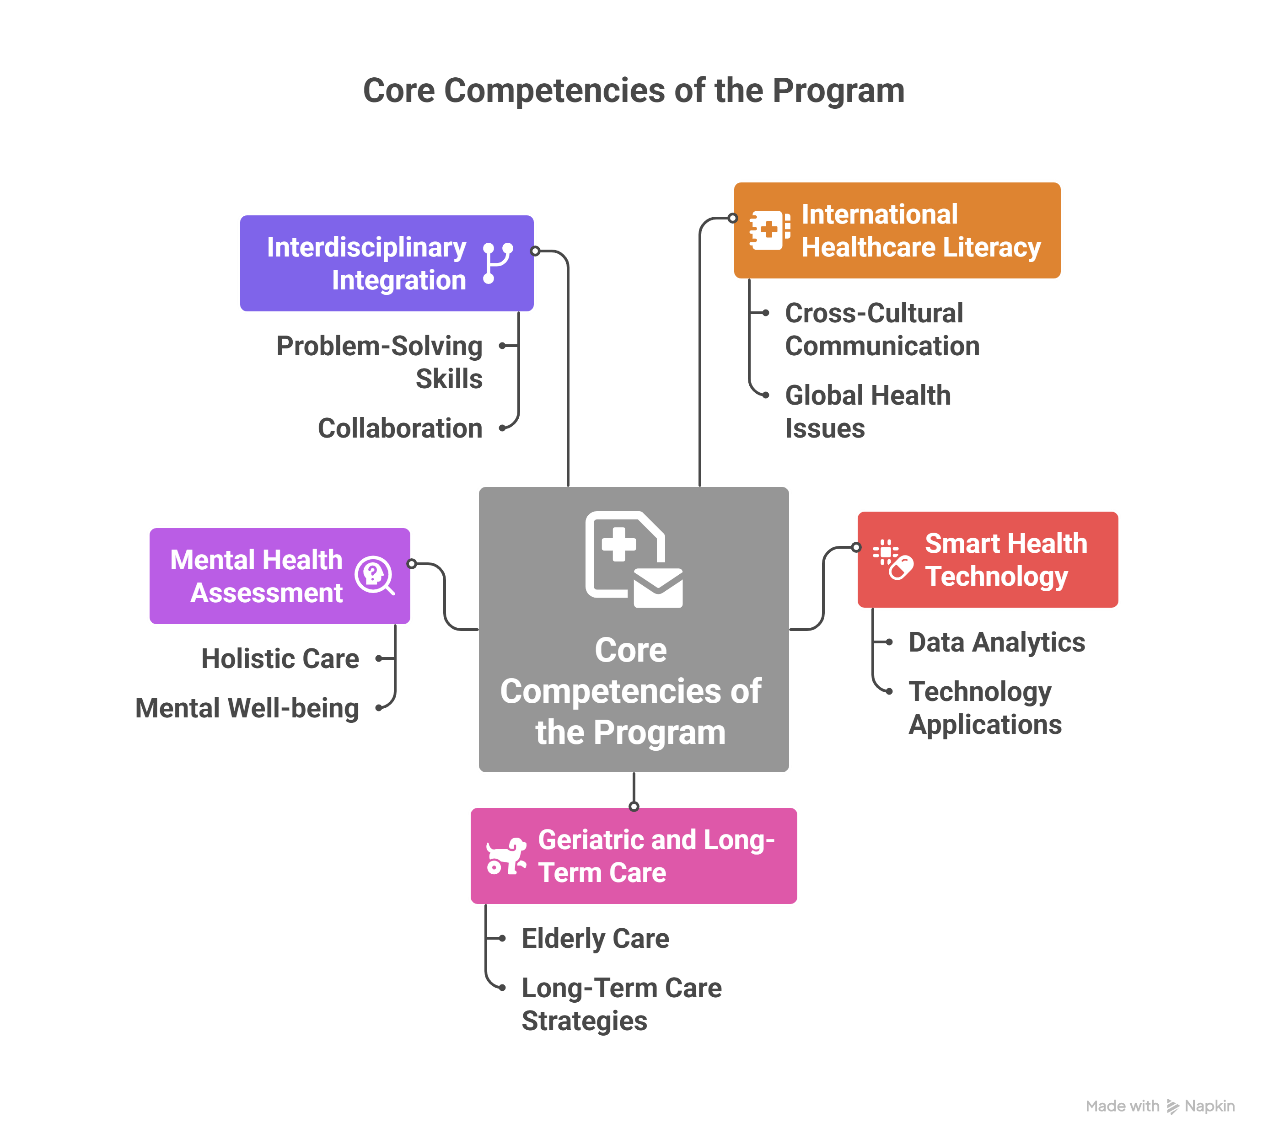 Core Competencies of the Program
Interdisciplinary
Integration
Problem-Solving
Skills
Collaboration
International
Healthcare Literacy
Cross-Cultural
Communication
Global Health
Issues
Mental Health
Assessment
Holistic Care
Mental Well-being
Core
Competencies of
the Program
Smart Health
Technology
Data Analytics
Technology
Applications
Geriatric and Long-
Term Care
Elderly Care
Long-Term Care
Strategies
Made with Napkin